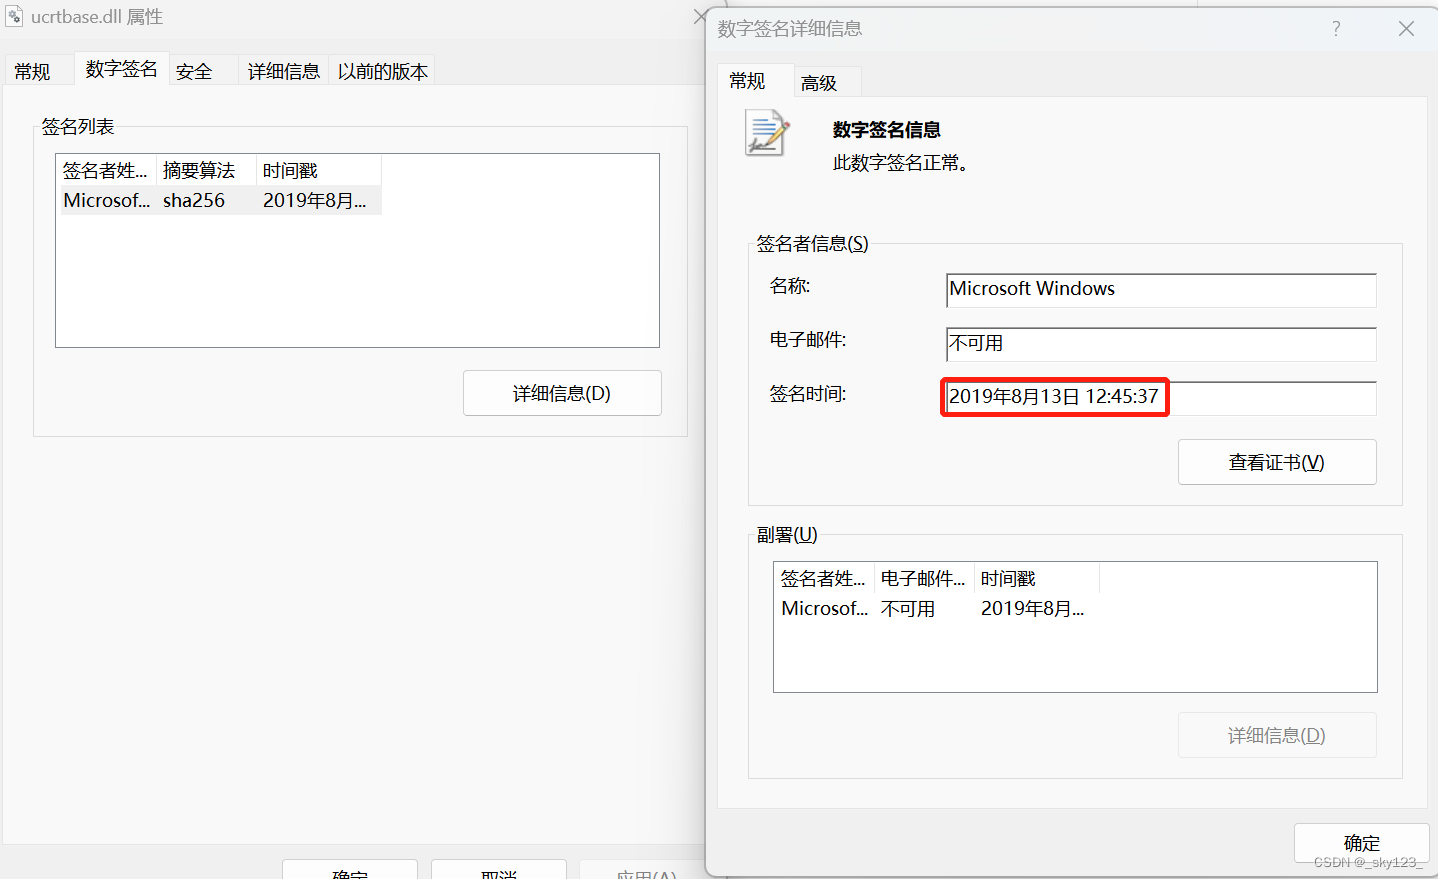 ucrtbase.dll 属性
常规
数字签名
安全
详细信息
以前的版本
签名列表
签名者姓...
摘要算法
时间戳
Microsof...
sha256
2019年8月...
详细信息(D)
确定
取消
应用(A)
数字签名详细信息
?
常规
高级
数字签名信息
此数字签名正常。
签名者信息(S)
名称:
Microsoft Windows
电子邮件:
不可用
签名时间:
2019年8月13日 12:45:37
查看证书(V)
副署(U)
签名者姓...
电子邮件...
时间戳
Microsof...
不可用
2019年8月...
详细信息(D)
确定
CSDN @_sky123_